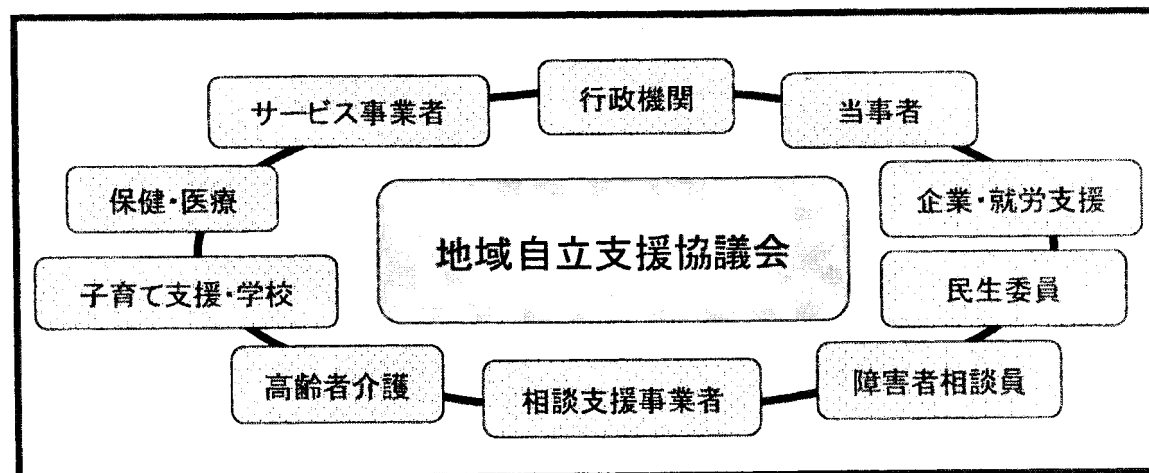 サービス事業者
行政機関
当事者
保健・医療
企業・就労支援
地域自立支援協議会
子育て支援・学校
民生委員
高齢者介護
相談支援事業者
障害者相談員